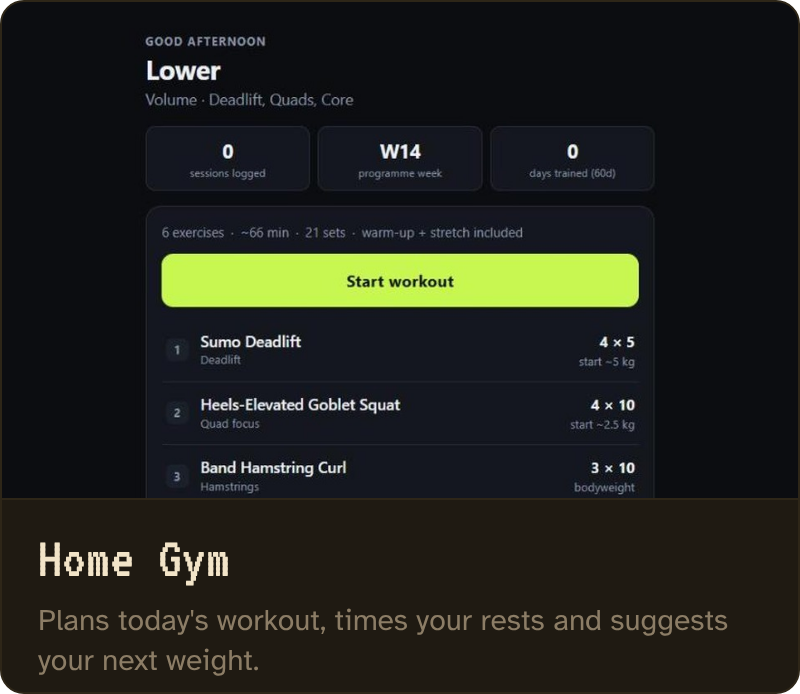 GOOD AFTERNOON
Lower
Volume · Deadlift, Quads, Core
0
sessions logged
W14
programme week
0
days trained (60d)
6 exercises · ~66 min · 21 sets · warm-up + stretch included
Start workout
1
Sumo Deadlift
Deadlift
4 × 5
start ~5 kg
2
Heels-Elevated Goblet Squat
Quad focus
4 × 10
start ~2.5 kg
3
Band Hamstring Curl
Hamstrings
3 × 10
bodyweight
Home Gym
Plans today's workout, times your rests and suggests
your next weight.